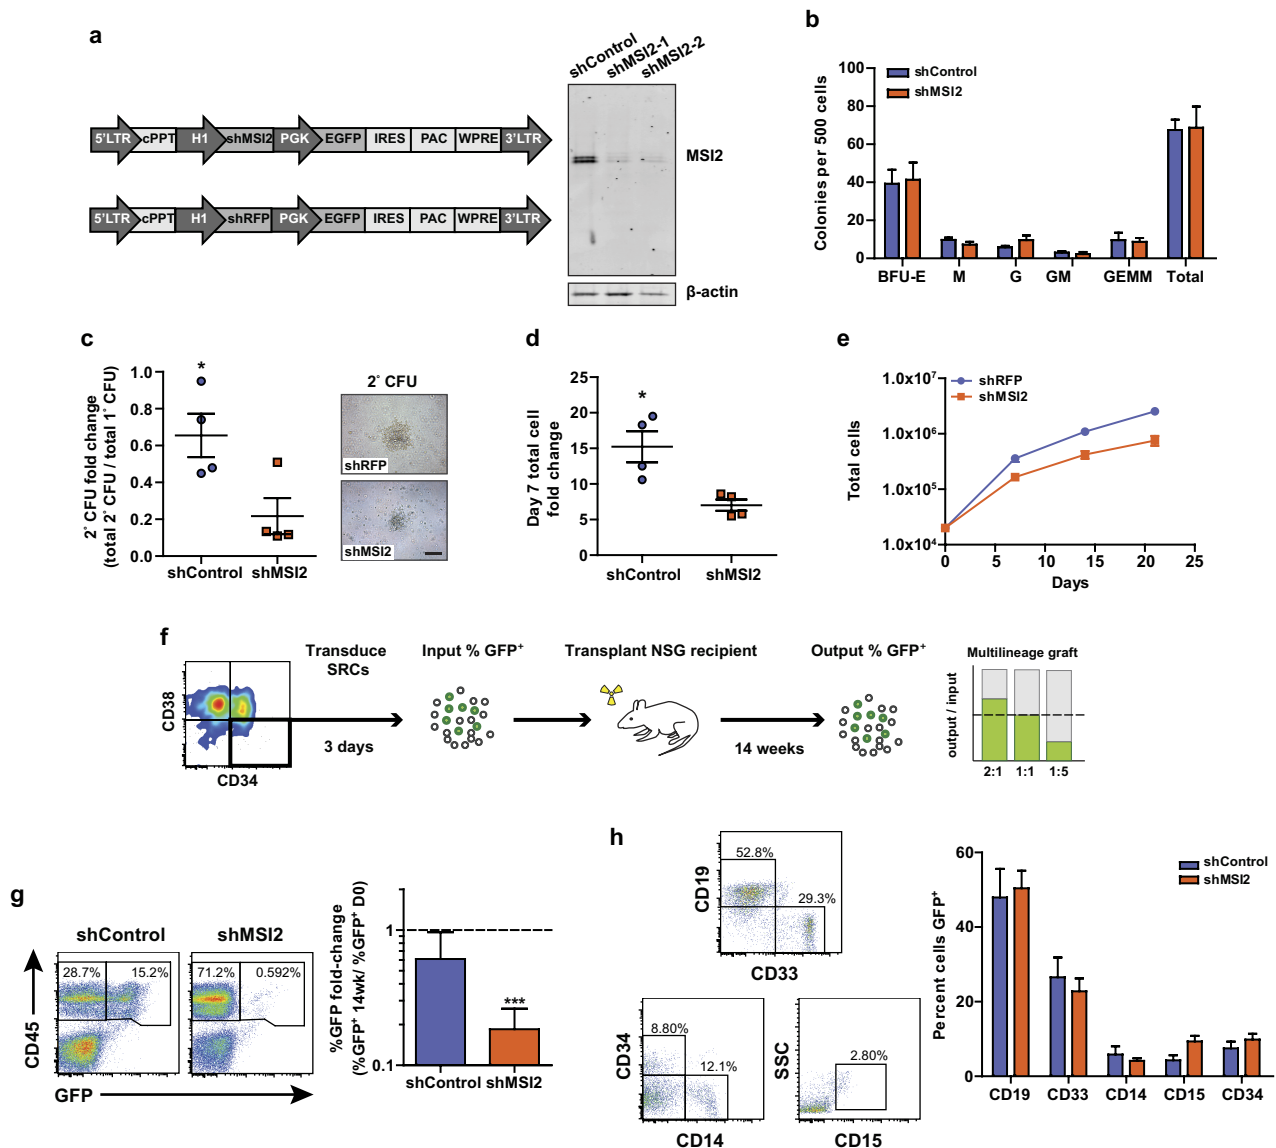 a
5'LTR cPPT H1 shMSI2 PGK EGFP IRES PAC WPRE 3'LTR
5'LTR cPPT H1 shRFP PGK EGFP IRES PAC WPRE 3'LTR
shControl
shMSI2-1
shMSI2-2
MSI2
β-actin
b
Colonies per 500 cells
100
80
60
40
20
0
shControl
shMSI2
BFU-E M G GM GEMM Total
c
2° CFU fold change
(total 2° CFU / total 1° CFU)
1.0
0.8
0.6
0.4
0.2
0.0
*
shControl shMSI2
2° CFU
shRFP
shMSI2
d
Day 7 total cell
fold change
25
20
15
10
5
0
*
shControl shMSI2
e
Total cells
1.0x10⁷
1.0x10⁶
1.0x10⁵
1.0x10⁴
shRFP
shMSI2
0 5 10 15 20 25
Days
f
CD38
CD34
Transduce
SRCs
3 days
Input % GFP⁺
Transplant NSG recipient
14 weeks
Output % GFP⁺
Multilineage graft
output / input
2:1 1:1 1:5
g
shControl shMSI2
28.7% 15.2% 71.2% 0.592%
CD45
GFP
%GFP fold-change
(%GFP⁺ 14wk/ %GFP⁺ D0)
1
0.1
***
shControl shMSI2
h
CD19
52.8%
29.3%
CD33
CD34
8.80%
12.1%
CD14
SSC
2.80%
CD15
Percent cells GFP⁺
60
40
20
0
shControl
shMSI2
CD19 CD33 CD14 CD15 CD34